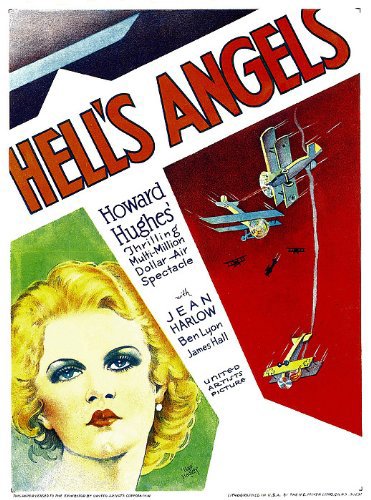 HELL'S ANGELS
Howard
Hughes'
Thrilling
Multi-Million
Dollar-Air
Spectacle
with
JEAN
HARLOW
Ben Lyon
James Hall
UNITED
ARTISTS
PICTURE